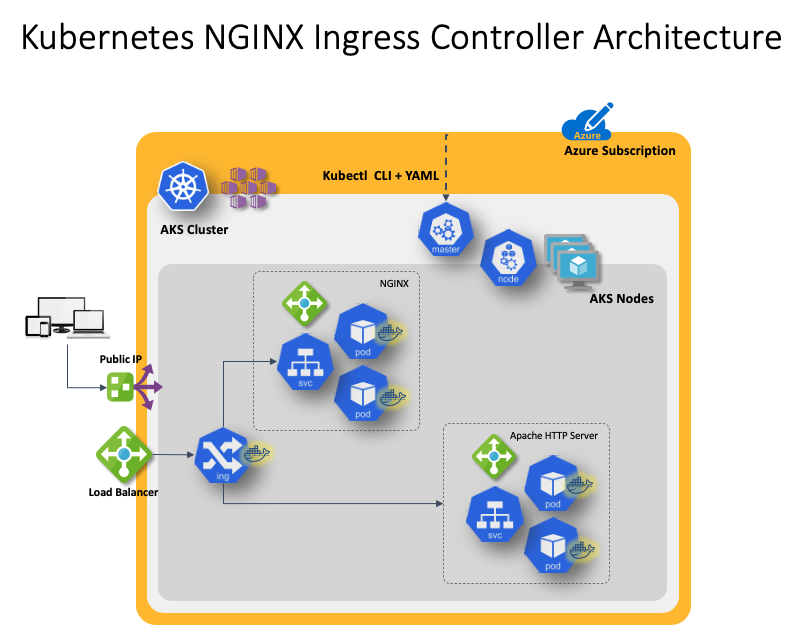 Kubernetes NGINX Ingress Controller Architecture
Azure
Azure Subscription
Kubectl CLI + YAML
AKS Cluster
master
node
AKS Nodes
NGINX
pod
svc
pod
Public IP
Apache HTTP Server
ing
Load Balancer
pod
svc
pod